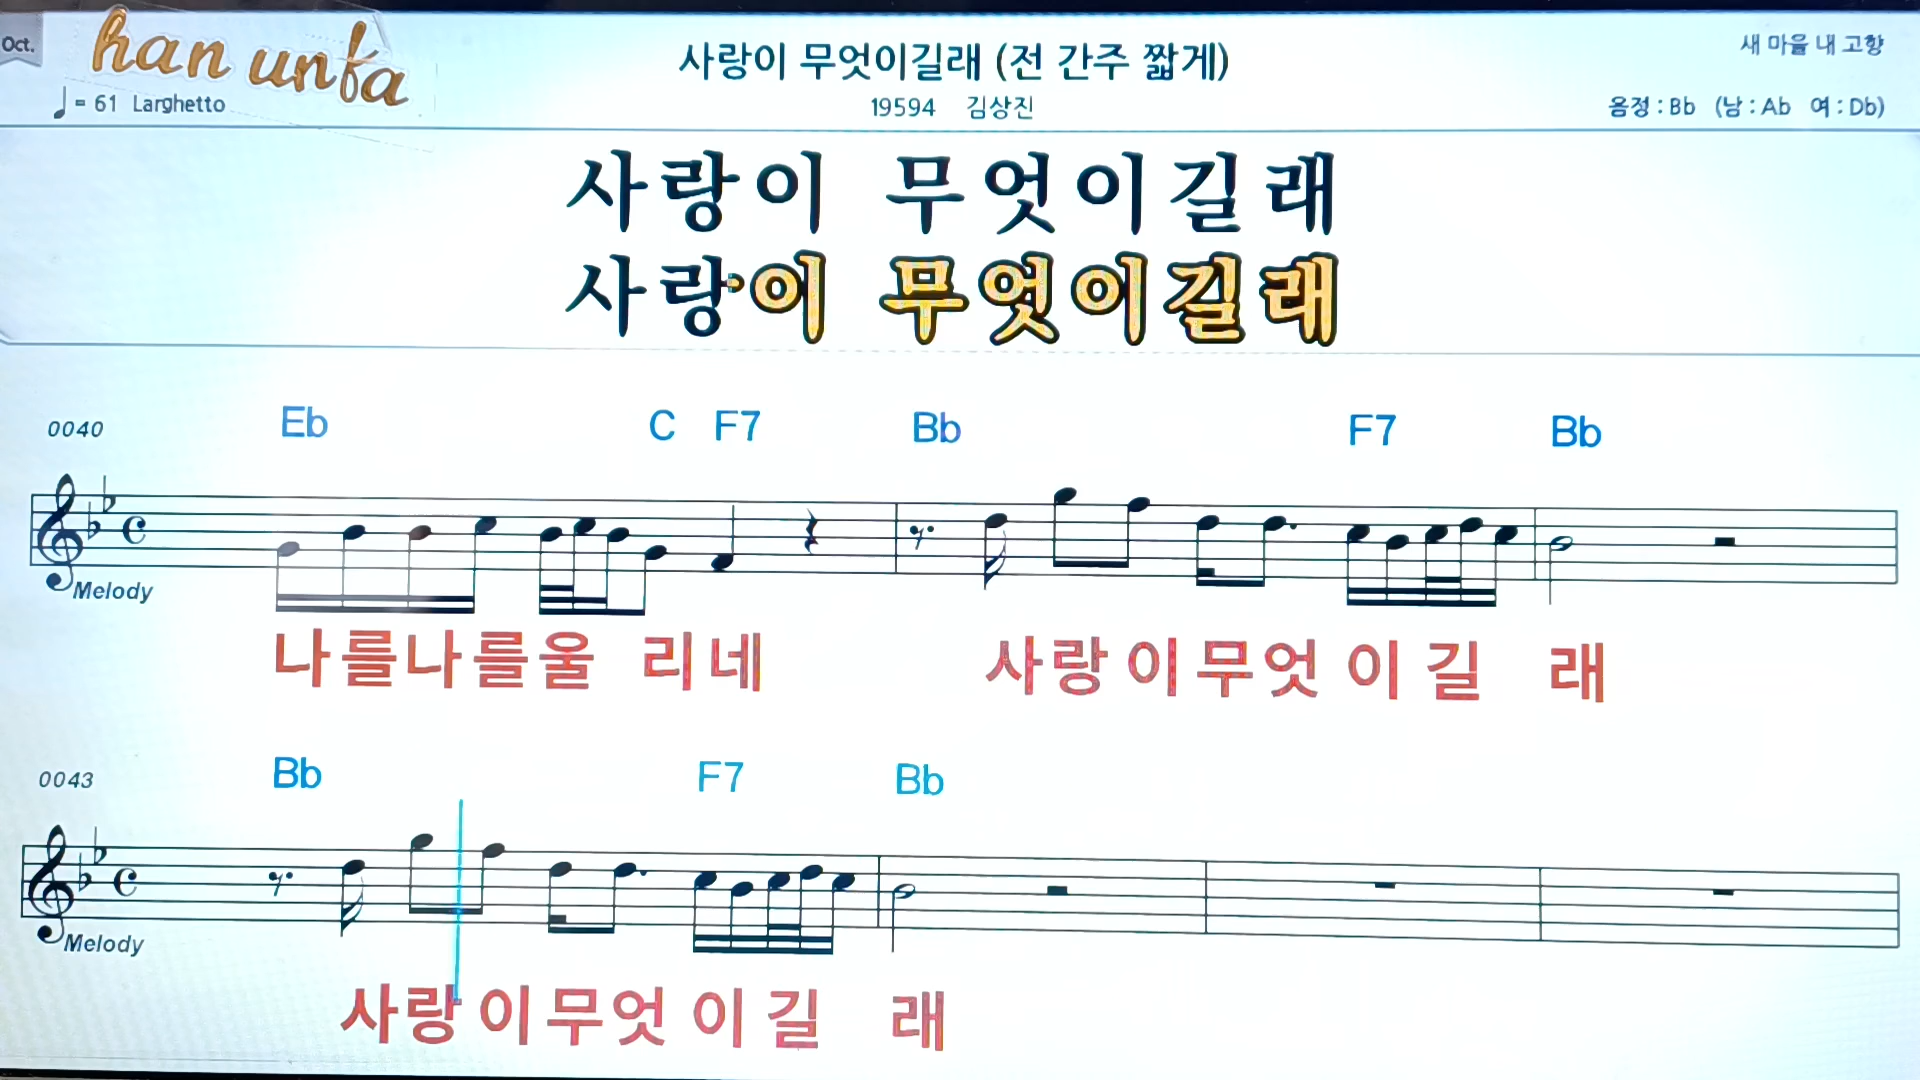 Oct.
han unfa
사랑이 무엇이길래 (전 간주 짧게)
새 마을 내 고향
♩= 61 Larghetto
19594 김상진
음정 : Bb (남 : Ab 여 : Db)
사랑이 무엇이길래
사랑이 무엇이길래
0040 Eb C F7 Bb F7 Bb
Melody
나를나를울 리네 사랑이무엇 이길 래
0043 Bb F7 Bb
Melody
사랑이무엇 이길 래